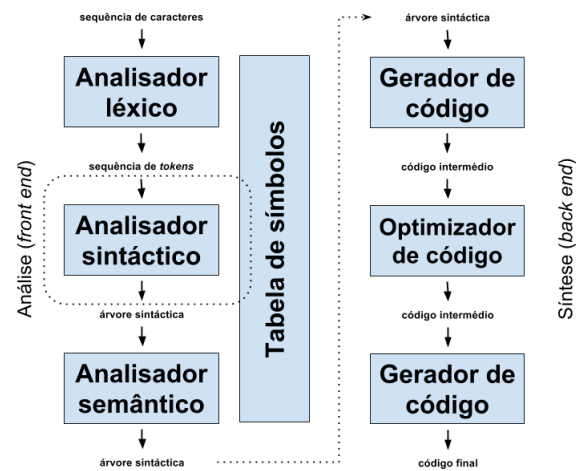 sequência de caracteres
Analisador
léxico
sequência de tokens
Analisador
sintáctico
árvore sintáctica
Analisador
semântico
árvore sintáctica
Análise (front end)
Tabela de símbolos
árvore sintáctica
Gerador de
código
código intermédio
Optimizador
de código
código intermédio
Gerador de
código
código final
Síntese (back end)